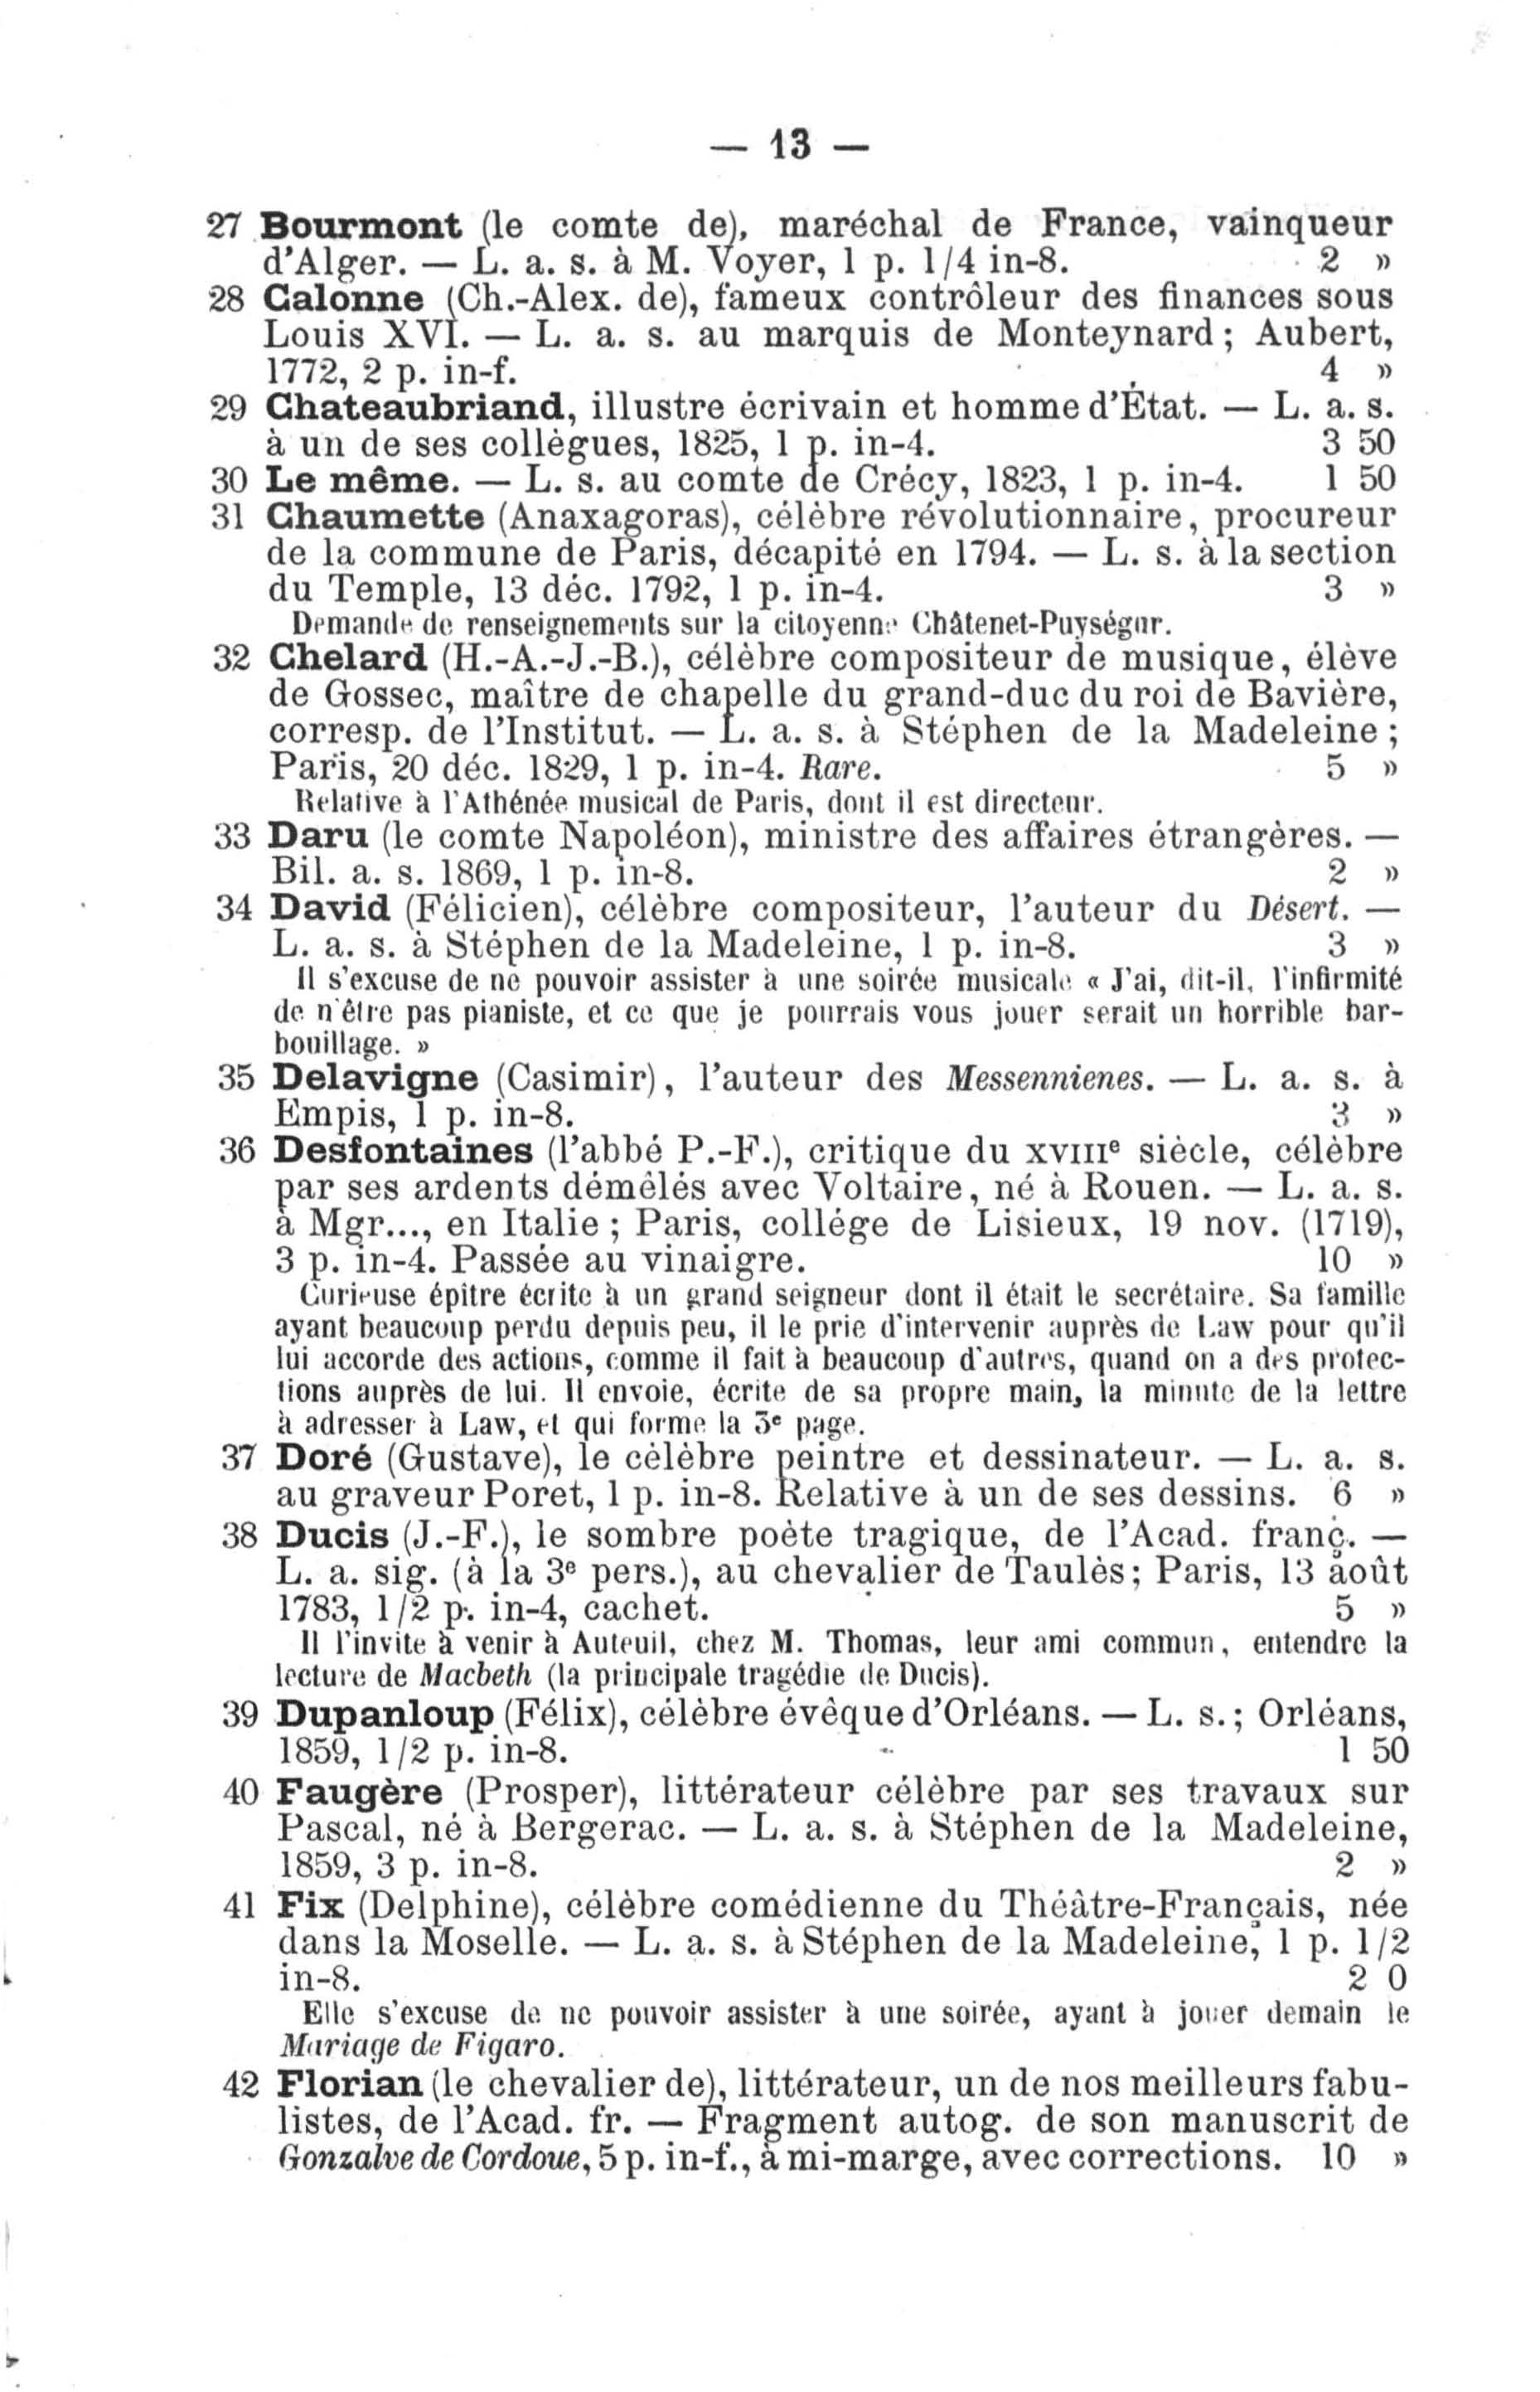 — 13 —
27 Bourmont (le comte de), maréchal de France, vainqueur
d'Alger. — L. a. s. à M. Voyer, 1 p. 1/4 in-8. 2 »
28 Calonne (Ch.-Alex. de), fameux contrôleur des finances sous
Louis XVI. — L. a. s. au marquis de Monteynard ; Aubert,
1772, 2 p. in-f. 4 »
29 Chateaubriand, illustre écrivain et homme d'État. — L. a. s.
à un de ses collègues, 1825, 1 p. in-4. 3 50
30 Le même. — L. s. au comte de Crécy, 1823, 1 p. in-4. 1 50
31 Chaumette (Anaxagoras), célèbre révolutionnaire, procureur
de la commune de Paris, décapité en 1794. — L. s. à la section
du Temple, 13 déc. 1792, 1 p. in-4. 3 »
Demande de renseignements sur la citoyenne Châtenet-Puységur.
32 Chelard (H.-A.-J.-B.), célèbre compositeur de musique, élève
de Gossec, maître de chapelle du grand-duc du roi de Bavière,
corresp. de l'Institut. — L. a. s. à Stéphen de la Madeleine ;
Paris, 20 déc. 1829, 1 p. in-4. Rare. 5 »
Relative à l'Athénée musical de Paris, dont il est directeur.
33 Daru (le comte Napoléon), ministre des affaires étrangères. —
Bil. a. s. 1869, 1 p. in-8. 2 »
34 David (Félicien), célèbre compositeur, l'auteur du Désert. —
L. a. s. à Stéphen de la Madeleine, 1 p. in-8. 3 »
Il s'excuse de ne pouvoir assister à une soirée musicale « J'ai, dit-il, l'infirmité
de n'être pas pianiste, et ce que je pourrais vous jouer serait un horrible bar-
bouillage. »
35 Delavigne (Casimir), l'auteur des Messennienes. — L. a. s. à
Empis, 1 p. in-8. 3 »
36 Desfontaines (l'abbé P.-F.), critique du XVIIIe siècle, célèbre
par ses ardents démêlés avec Voltaire, né à Rouen. — L. a. s.
à Mgr..., en Italie ; Paris, collége de Lisieux, 19 nov. (1719),
3 p. in-4. Passée au vinaigre. 10 »
Curieuse épître écrite à un grand seigneur dont il était le secrétaire. Sa famille
ayant beaucoup perdu depuis peu, il le prie d'intervenir auprès de Law pour qu'il
lui accorde des actions, comme il fait à beaucoup d'autres, quand on a des protec-
tions auprès de lui. Il envoie, écrite de sa propre main, la minute de la lettre
à adresser à Law, et qui forme la 3e page.
37 Doré (Gustave), le célèbre peintre et dessinateur. — L. a. s.
au graveur Poret, 1 p. in-8. Relative à un de ses dessins. 6 »
38 Ducis (J.-F.), le sombre poète tragique, de l'Acad. franç. —
L. a. sig. (à la 3e pers.), au chevalier de Taulès; Paris, 13 août
1783, 1/2 p. in-4, cachet. 5 »
Il l'invite à venir à Auteuil, chez M. Thomas, leur ami commun, entendre la
lecture de Macbeth (la principale tragédie de Ducis).
39 Dupanloup (Félix), célèbre évêque d'Orléans. — L. s. ; Orléans,
1859, 1/2 p. in-8. 1 50
40 Faugère (Prosper), littérateur célèbre par ses travaux sur
Pascal, né à Bergerac. — L. a. s. à Stéphen de la Madeleine,
1859, 3 p. in-8. 2 »
41 Fix (Delphine), célèbre comédienne du Théâtre-Français, née
dans la Moselle. — L. a. s. à Stéphen de la Madeleine, 1 p. 1/2
in-8. 2 0
Elle s'excuse de ne pouvoir assister à une soirée, ayant à jouer demain le
Mariage de Figaro.
42 Florian (le chevalier de), littérateur, un de nos meilleurs fabu-
listes, de l'Acad. fr. — Fragment autog. de son manuscrit de
Gonzalve de Cordoue, 5 p. in-f., à mi-marge, avec corrections. 10 »